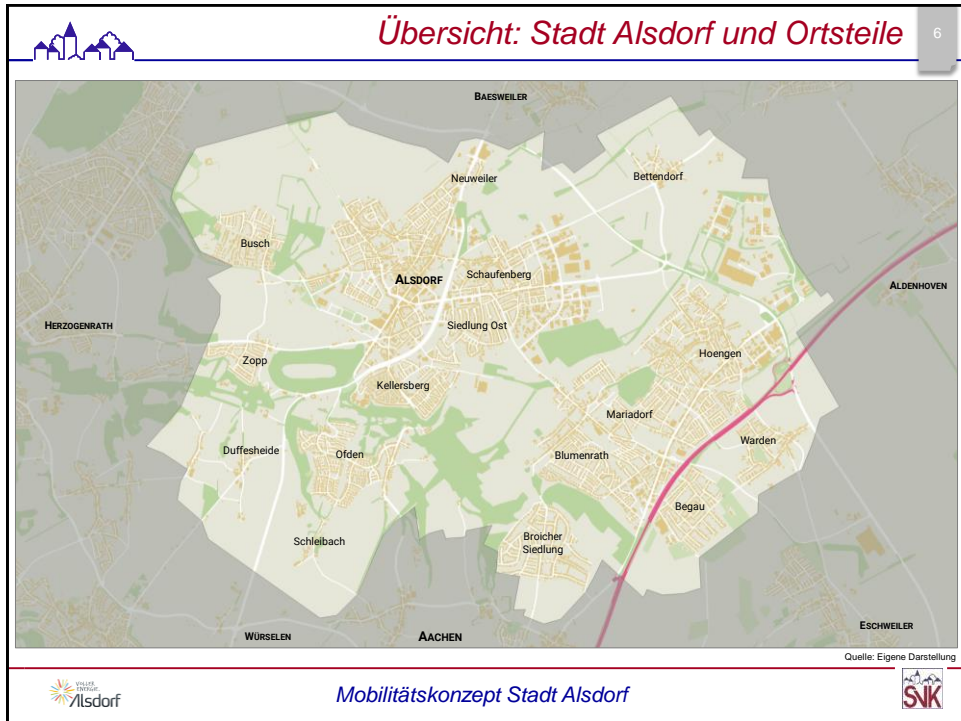 Übersicht: Stadt Alsdorf und Ortsteile
6
BAESWEILER
Neuweiler
Bettendorf
Busch
Schaufenberg
ALSDORF
ALDENHOVEN
HERZOGENRATH
Siedlung Ost
Hoengen
Zopp
Kellersberg
Mariadorf
Warden
Duffesheide
Ofden
Blumenrath
Begau
Schleibach
Broicher
Siedlung
ESCHWEILER
WÜRSELEN
AACHEN
Quelle: Eigene Darstellung
VOLLER
ENERGIE
Alsdorf
Mobilitätskonzept Stadt Alsdorf
SVK